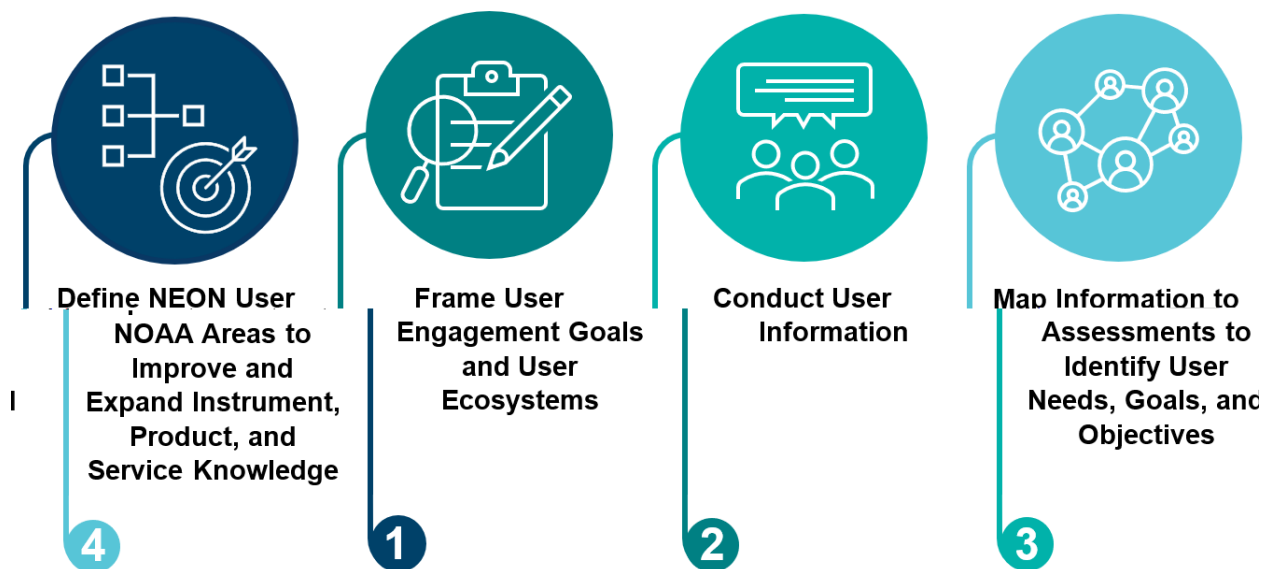 Define NEON User
NOAA Areas to
Improve and
Expand Instrument,
Product, and
Service Knowledge
4
Frame User
Engagement Goals
and User
Ecosystems
1
Conduct User
Information
2
Map Information to
Assessments to
Identify User
Needs, Goals, and
Objectives
3